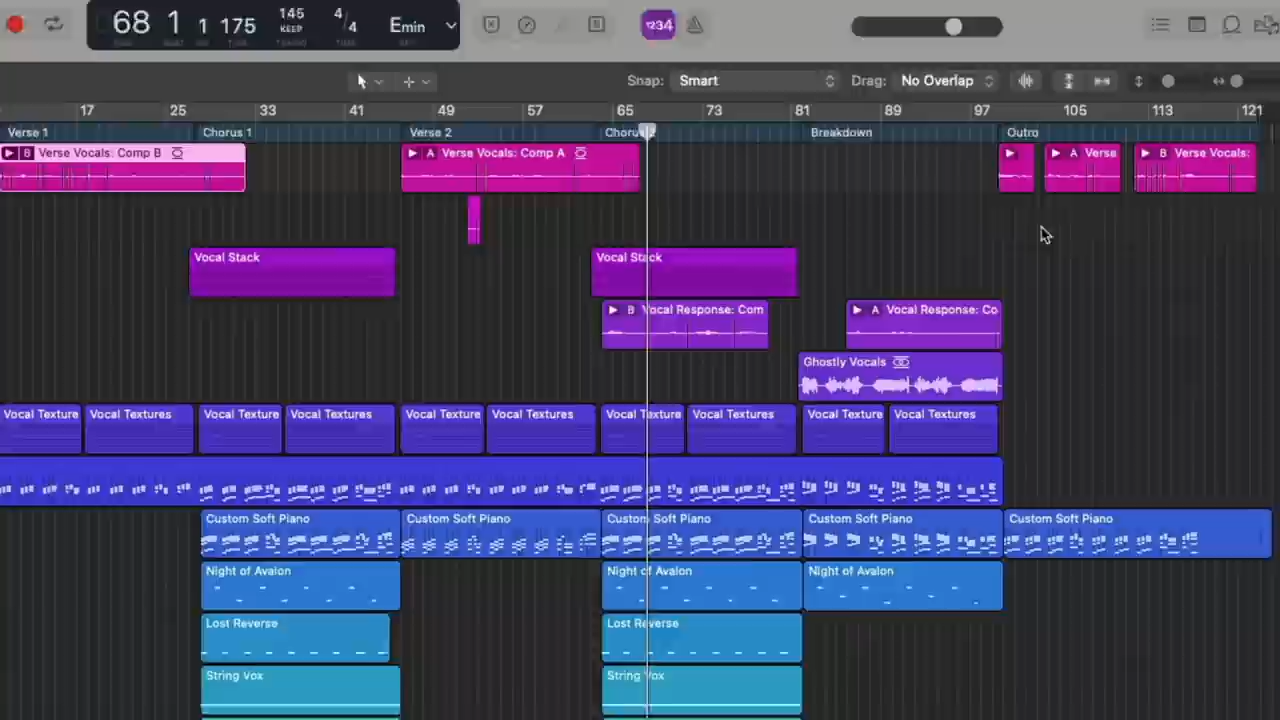 68 1 1 175 145 KEEP 4/4 Emin
1234
Snap: Smart Drag: No Overlap
17 25 33 41 49 57 65 73 81 89 97 105 113 121
Verse 1 Chorus 1 Verse 2 Breakdown Outro
B Verse Vocals: Comp B A Verse Vocals: Comp A A Verse B Verse Vocals:
Vocal Stack Vocal Stack
B Vocal Response: Com A Vocal Response: Co
Ghostly Vocals
Vocal Texture Vocal Textures Vocal Texture Vocal Textures Vocal Texture Vocal Textures Vocal Texture Vocal Textures Vocal Texture Vocal Textures
Custom Soft Piano Custom Soft Piano Custom Soft Piano Custom Soft Piano Custom Soft Piano
Night of Avalon Night of Avalon Night of Avalon
Lost Reverse Lost Reverse
String Vox String Vox